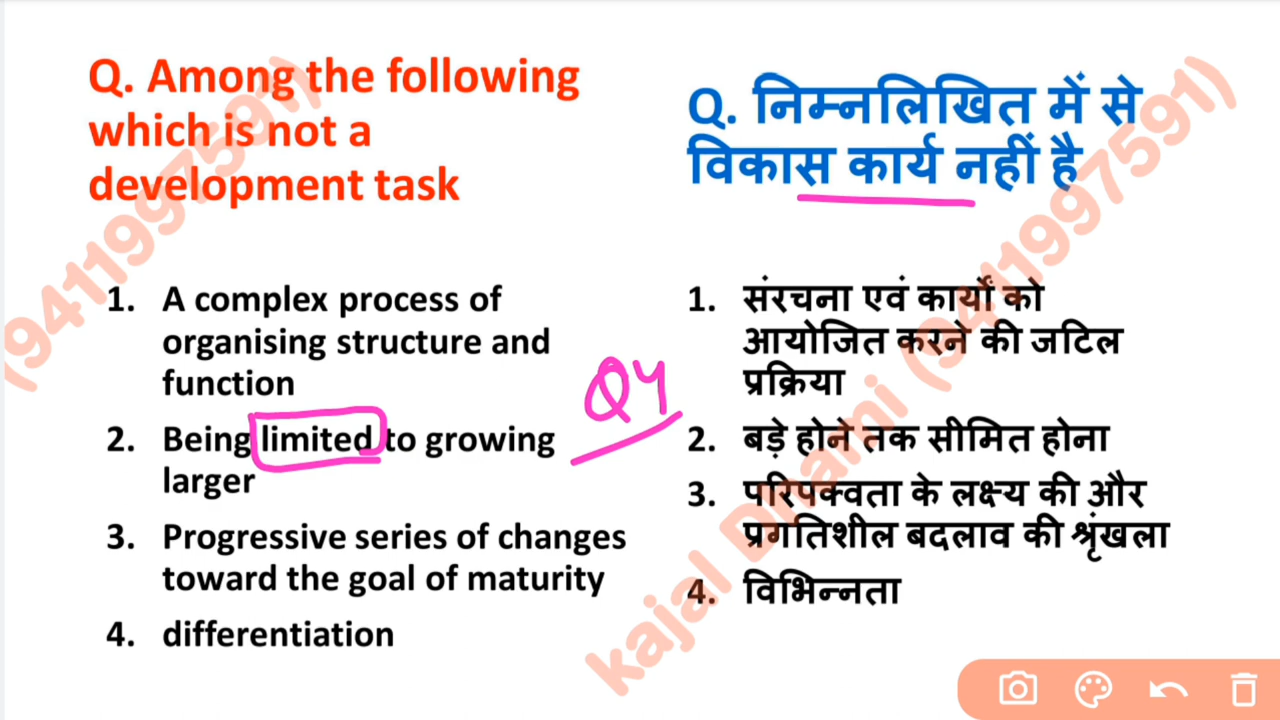 Q. Among the following
which is not a
development task
1. A complex process of
organising structure and
function
2. Being limited to growing
larger
3. Progressive series of changes
toward the goal of maturity
4. differentiation
Q4
Q. निम्नलिखित में से
विकास कार्य नहीं है
1. संरचना एवं कार्यों को
आयोजित करने की जटिल
प्रक्रिया
2. बड़े होने तक सीमित होना
3. परिपक्वता के लक्ष्य की और
प्रगतिशील बदलाव की श्रृंखला
4. विभिन्नता
(9411997591)
kajal Dhami (9411997591)